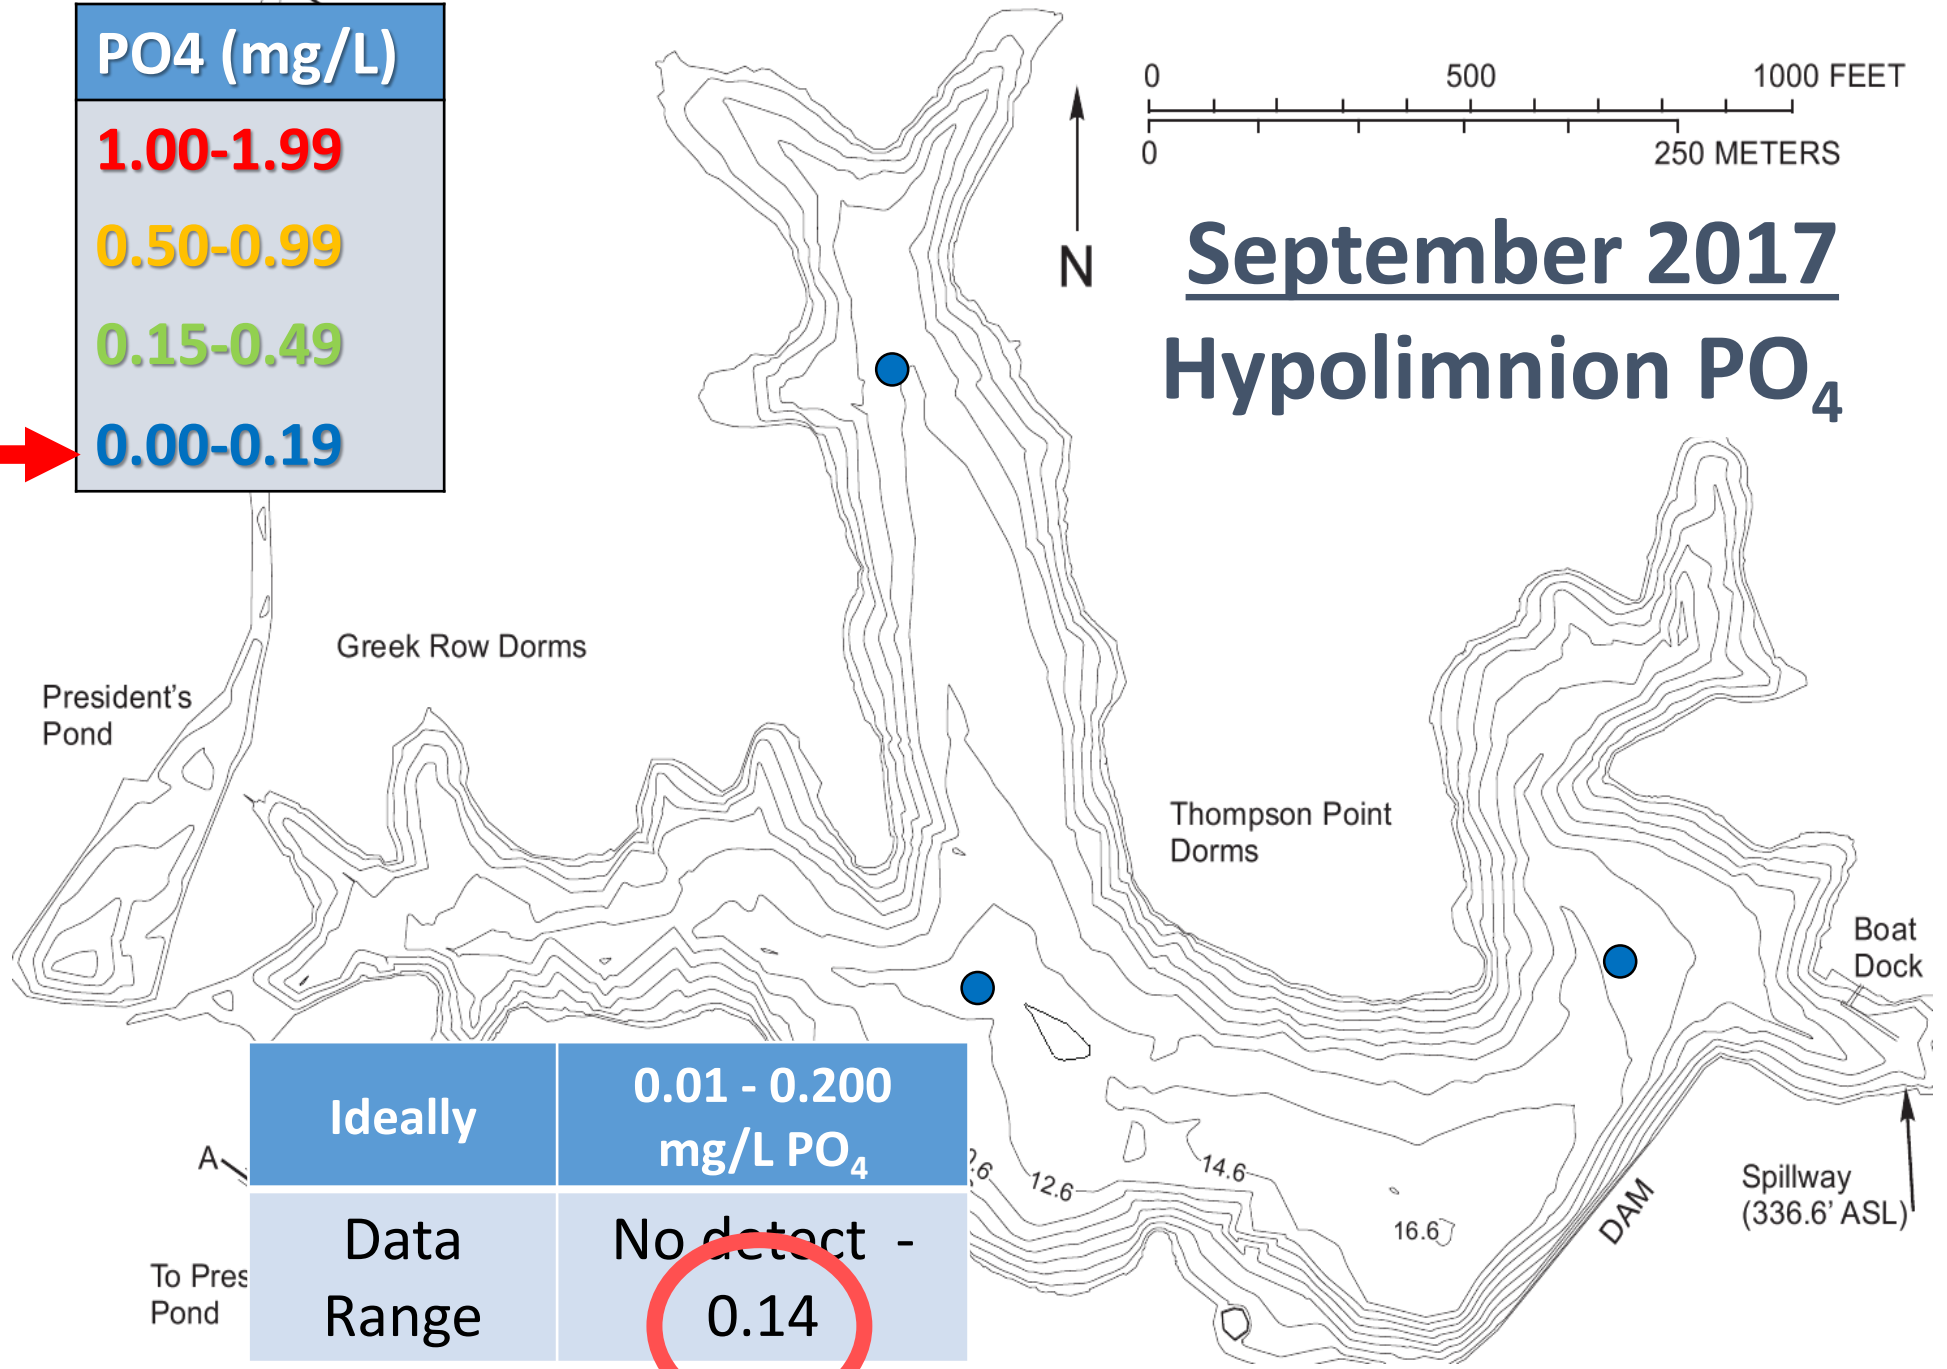 PO4 (mg/L)
1.00-1.99
0.50-0.99
0.15-0.49
0.00-0.19
0 500 1000 FEET
0 250 METERS
N
September 2017
Hypolimnion PO4
Greek Row Dorms
President's
Pond
Thompson Point
Dorms
Boat
Dock
Spillway
(336.6' ASL)
DAM
A
To Pres
Pond
12.6
14.6
16.6
Ideally
0.01 - 0.200
mg/L PO4
Data
Range
No detect -
0.14